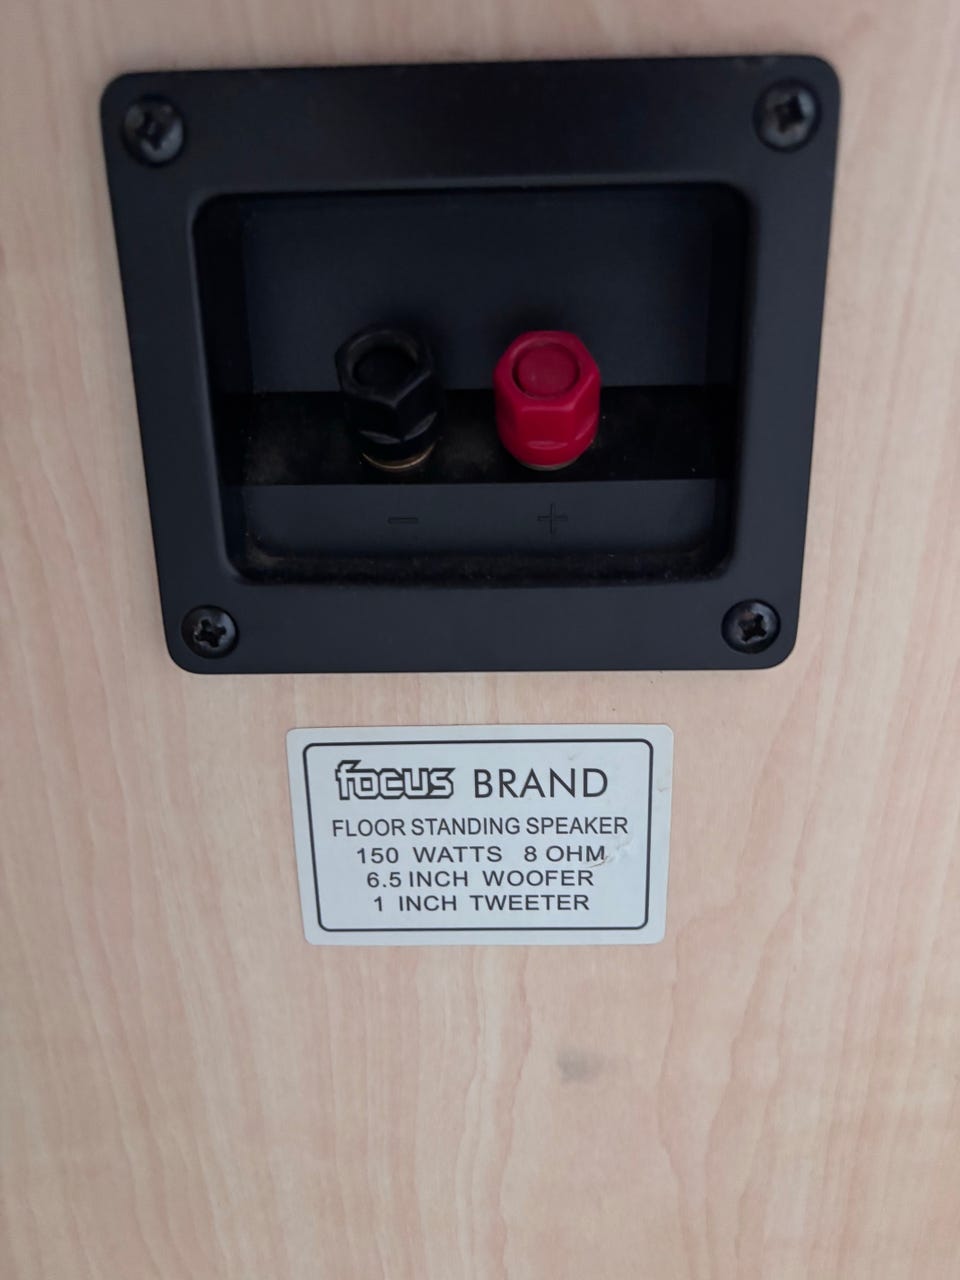 − +
focus BRAND
FLOOR STANDING SPEAKER
150 WATTS 8 OHM
6.5 INCH WOOFER
1 INCH TWEETER